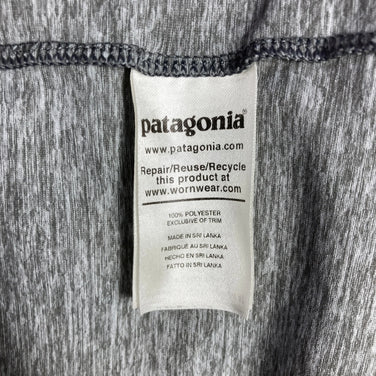 patagonia®
www.patagonia.com
Repair/Reuse/Recycle
this product at
www.wornwear.com
100% POLYESTER
EXCLUSIVE OF TRIM
MADE IN SRI LANKA
FABRIQUÉ AU SRI LANKA
HECHO EN SRI LANKA
FATTO IN SRI LANKA